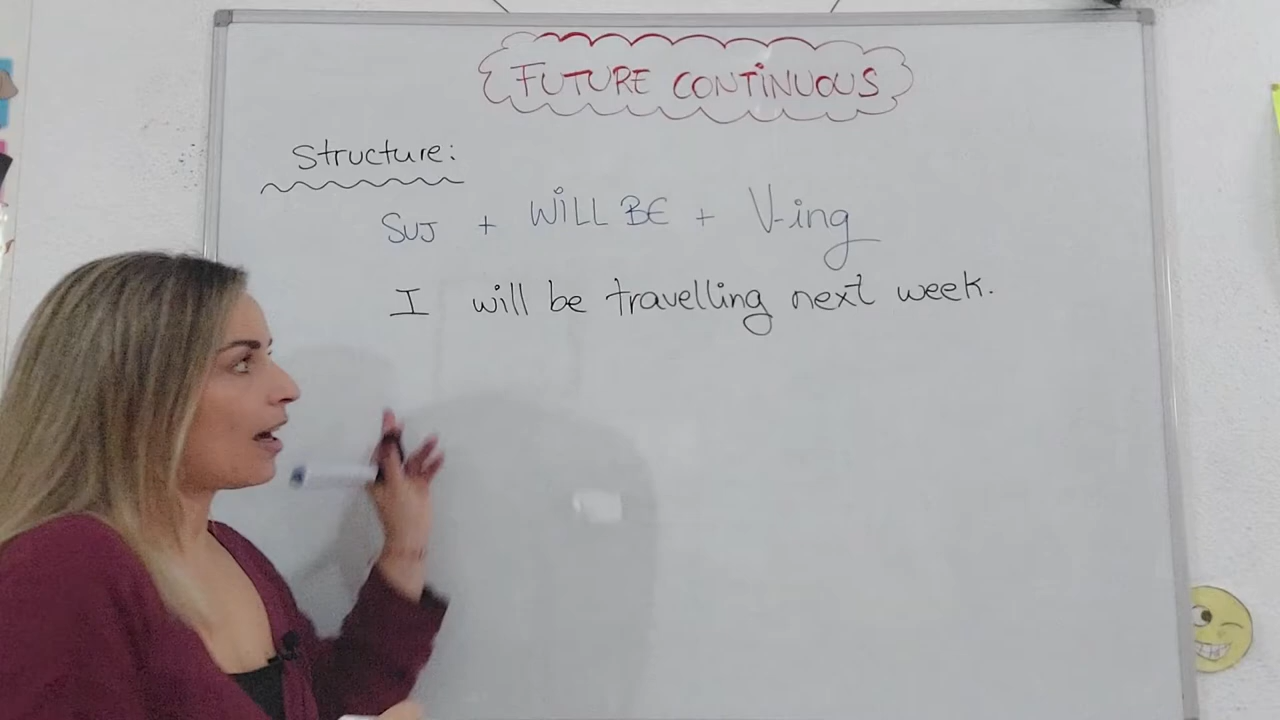 FUTURE CONTINUOUS
Structure:
SUJ + WILL BE + V-ing
I will be travelling next week.